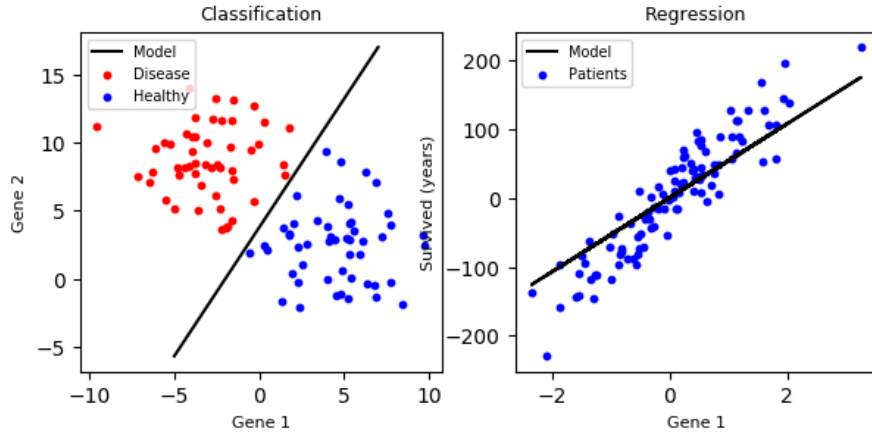 Classification
Model
Disease
Healthy
Gene 2
15
10
5
0
−5
−10
−5
0
5
10
Gene 1
Regression
Model
Patients
Survived (years)
200
100
0
−100
−200
−2
0
2
Gene 1